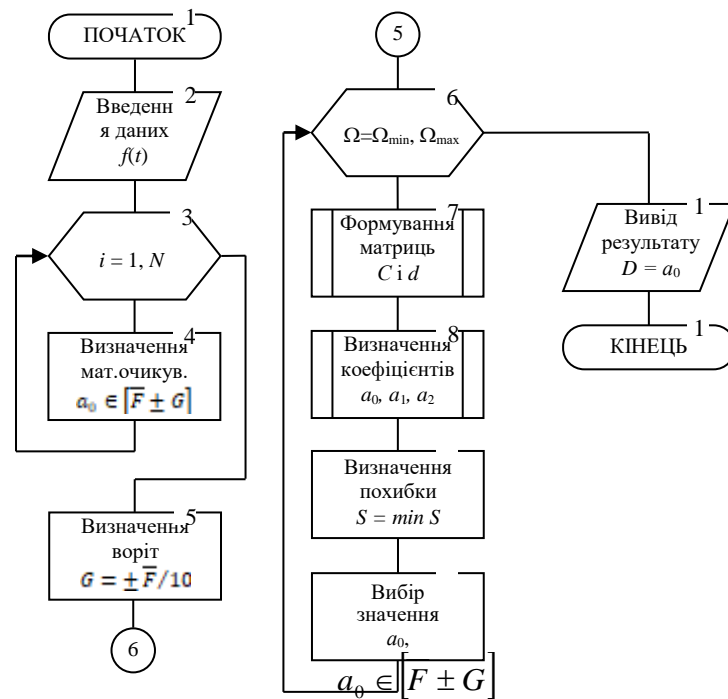 1
ПОЧАТОК
2
Введенн
я даних
f(t)
3
i = 1, N
4
Визначення
мат.очикув.
a₀ ∈ [F̅ ± G]
5
Визначення
воріт
G = ± F̅/10
6
5
6
Ω=Ωmin, Ωmax
7
Формування
матриць
C і d
8
Визначення
коефіцієнтів
a₀, a₁, a₂
Визначення
похибки
S = min S
Вибір
значення
a₀,
a₀ ∈ [F̅ ± G]
1
Вивід
результату
D = a₀
1
КІНЕЦЬ